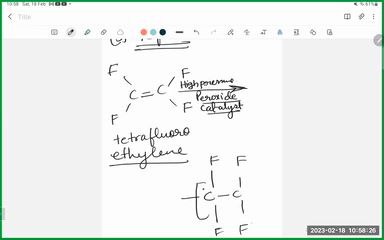 10:58 Sat, 18 Feb
Title
F F
C = C
F F
High pressure
Peroxide
Catalyst
tetrafluoro
ethylene
F F
C - C
F F
2023-02-18 10:58:26